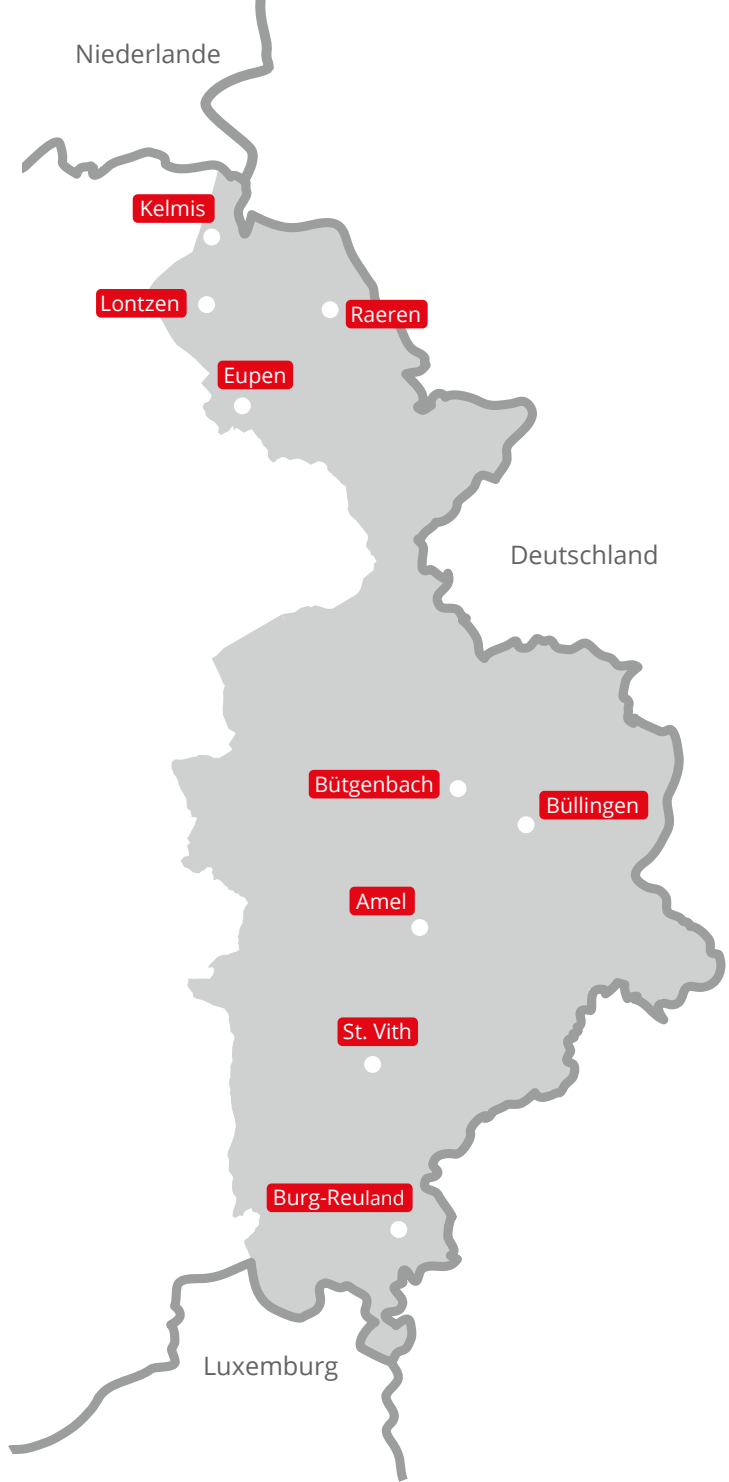 Niederlande
Kelmis
Lontzen
Raeren
Eupen
Deutschland
Bütgenbach
Büllingen
Amel
St. Vith
Burg-Reuland
Luxemburg